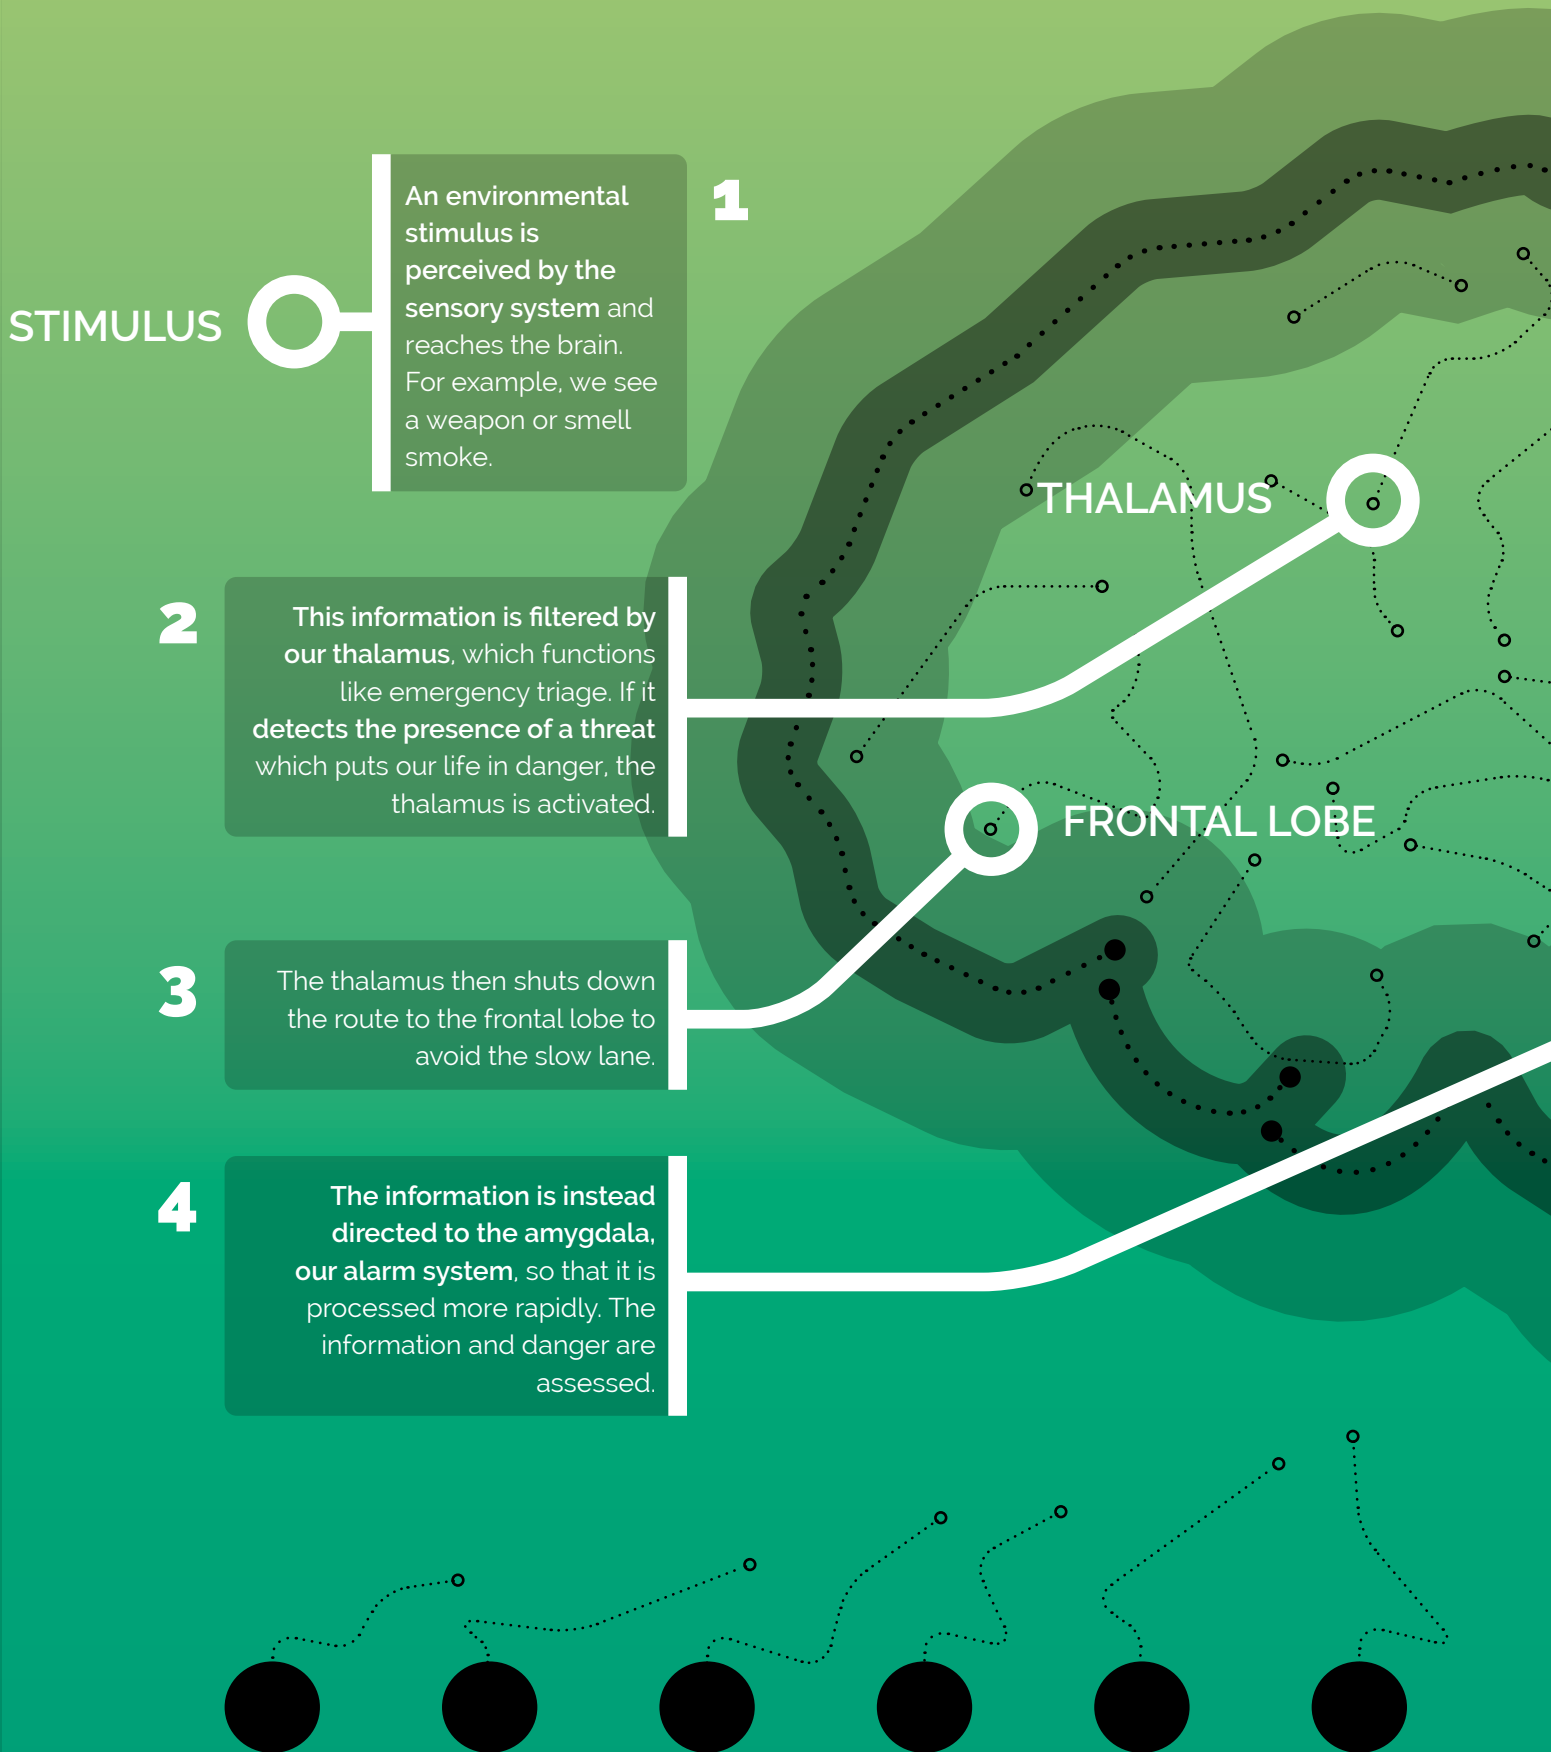 1
An environmental
stimulus is
perceived by the
sensory system and
reaches the brain.
For example, we see
a weapon or smell
smoke.
STIMULUS
THALAMUS
2
This information is filtered by
our thalamus, which functions
like emergency triage. If it
detects the presence of a threat
which puts our life in danger, the
thalamus is activated.
FRONTAL LOBE
3
The thalamus then shuts down
the route to the frontal lobe to
avoid the slow lane.
4
The information is instead
directed to the amygdala,
our alarm system, so that it is
processed more rapidly. The
information and danger are
assessed.